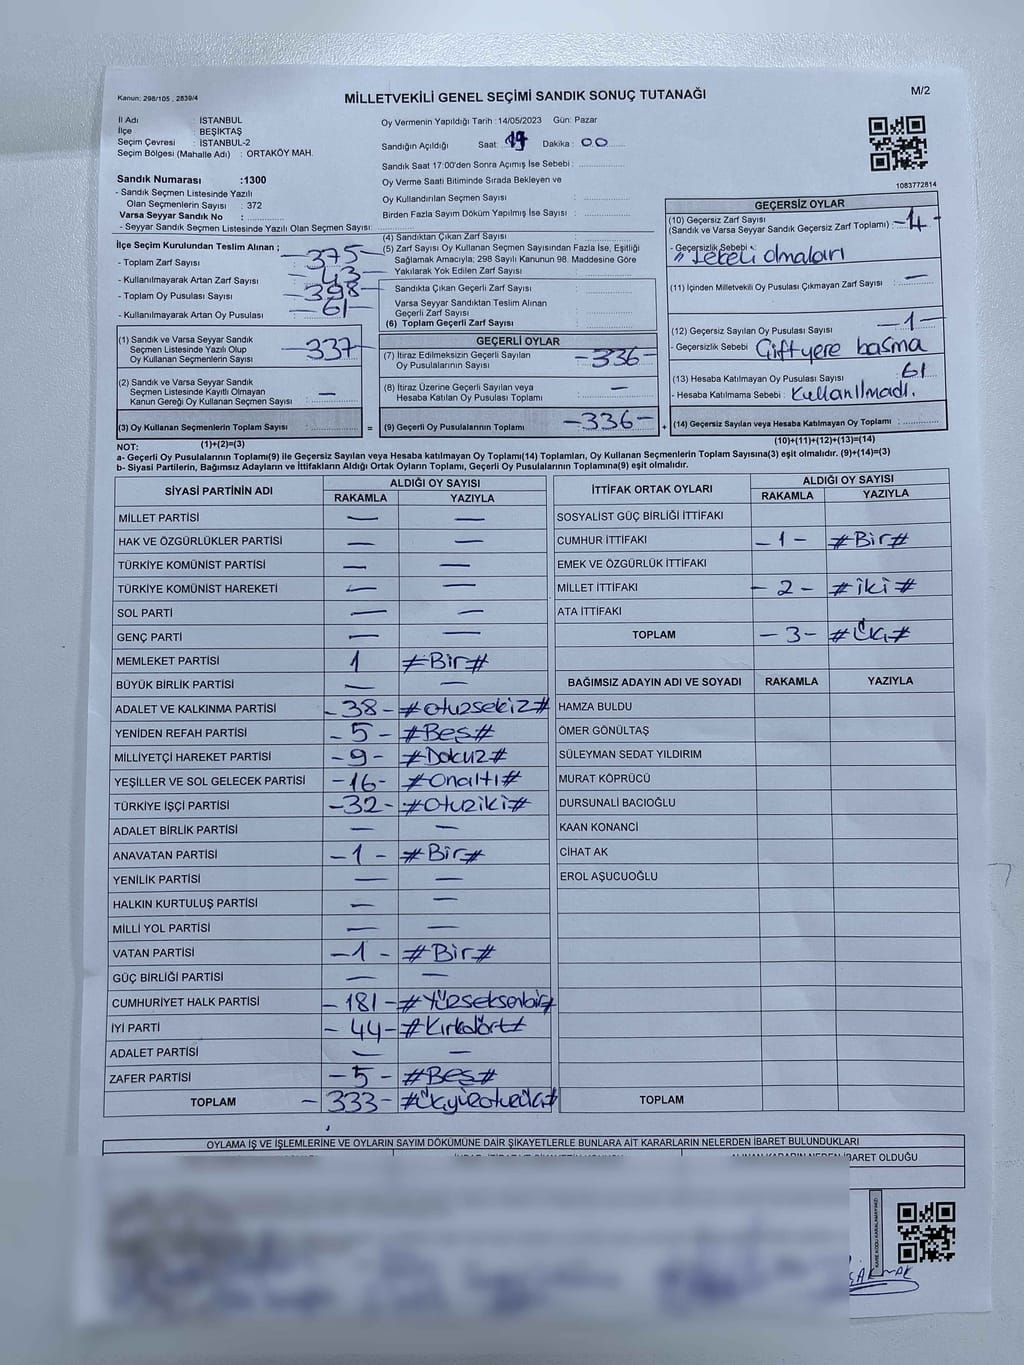 Kanun: 298/105 , 2839/4
MİLLETVEKİLİ GENEL SEÇİMİ SANDIK SONUÇ TUTANAĞI
M/2
İl Adı : İSTANBUL
İlçe : BEŞİKTAŞ
Seçim Çevresi : İSTANBUL-2
Seçim Bölgesi (Mahalle Adı) : ORTAKÖY MAH.
Sandık Numarası :1300
- Sandık Seçmen Listesinde Yazılı
Olan Seçmenlerin Sayısı : 372
Varsa Seyyar Sandık No :
- Seyyar Sandık Seçmen Listesinde Yazılı Olan Seçmen Sayısı:
Oy Vermenin Yapıldığı Tarih :14/05/2023 Gün: Pazar
Sandığın Açıldığı Saat: Dakika : 00
Sandık Saat 17:00'den Sonra Açımış İse Sebebi :
Oy Verme Saati Bitiminde Sırada Bekleyen ve
Oy Kullandırılan Seçmen Sayısı :
Birden Fazla Sayım Döküm Yapılmış İse Sayısı :
1083772814
İlçe Seçim Kurulundan Teslim Alınan ;
- Toplam Zarf Sayısı : -375-
- Kullanılmayarak Artan Zarf Sayısı : -43-
- Toplam Oy Pusulası Sayısı : -398-
- Kullanılmayarak Artan Oy Pusulası : -61-
(4) Sandıktan Çıkan Zarf Sayısı :
(5) Zarf Sayısı Oy Kullanan Seçmen Sayısından Fazla İse, Eşitliği
Sağlamak Amacıyla; 298 Sayılı Kanunun 98. Maddesine Göre
Yakılarak Yok Edilen Zarf Sayısı :
Sandıkta Çıkan Geçerli Zarf Sayısı :
Varsa Seyyar Sandıktan Teslim Alınan
Geçerli Zarf Sayısı :
(6) Toplam Geçerli Zarf Sayısı :
GEÇERSİZ OYLAR
(10) Geçersiz Zarf Sayısı
(Sandık ve Varsa Seyyar Sandık Geçersiz Zarf Toplamı) : -14-
- Geçersizlik Sebebi :
Lekeli olmaları
(11) İçinden Milletvekili Oy Pusulası Çıkmayan Zarf Sayısı : —
(12) Geçersiz Sayılan Oy Pusulası Sayısı : -1-
- Geçersizlik Sebebi : Çift yere basma
(13) Hesaba Katılmayan Oy Pusulası Sayısı : 61
- Hesaba Katılmama Sebebi : Kullanılmadı.
(14) Geçersiz Sayılan veya Hesaba Katılmayan Oy Toplamı :
(1) Sandık ve Varsa Seyyar Sandık
Seçmen Listesinde Yazılı Olup
Oy Kullanan Seçmenlerin Sayısı : -337-
(2) Sandık ve Varsa Seyyar Sandık
Seçmen Listesinde Kayıtlı Olmayan
Kanun Gereği Oy Kullanan Seçmen Sayısı : —
(3) Oy Kullanan Seçmenlerin Toplam Sayısı : =
GEÇERLİ OYLAR
(7) İtiraz Edilmeksizin Geçerli Sayılan
Oy Pusulasının Sayısı : -336-
(8) İtiraz Üzerine Geçerli Sayılan veya
Hesaba Katılan Oy Pusulası Toplamı : —
(9) Geçerli Oy Pusulalarının Toplamı : -336- +
NOT: (1)+(2)=(3) (10)+(11)+(12)+(13)=(14)
a- Geçerli Oy Pusulasının Toplamı(9) ile Geçersiz Sayılan veya Hesaba Katılmayan Oy Toplamı(14) Toplamları, Oy Kullanan Seçmenlerin Toplam Sayısına(3) eşit olmalıdır. (9)+(14)=(3)
b- Siyasi Partilerin, Bağımsız Adayların ve İttifakların Aldığı Ortak Oyların Toplamı, Geçerli Oy Pusulalarının Toplamına(9) eşit olmalıdır.
SİYASİ PARTİNİN ADI ALDIĞI OY SAYISI
RAKAMLA YAZIYLA
MİLLET PARTİSİ — —
HAK VE ÖZGÜRLÜKLER PARTİSİ — —
TÜRKİYE KOMÜNİST PARTİSİ — —
TÜRKİYE KOMÜNİST HAREKETİ — —
SOL PARTİ — —
GENÇ PARTİ — —
MEMLEKET PARTİSİ 1 #Bir#
BÜYÜK BİRLİK PARTİSİ — —
ADALET VE KALKINMA PARTİSİ -38- #otuzsekiz#
YENİDEN REFAH PARTİSİ -5- #Beş#
MİLLİYETÇİ HAREKET PARTİSİ -9- #Dokuz#
YEŞİLLER VE SOL GELECEK PARTİSİ -16- #Onaltı#
TÜRKİYE İŞÇİ PARTİSİ -32- #Otuziki#
ADALET BİRLİK PARTİSİ — —
ANAVATAN PARTİSİ -1- #Bir#
YENİLİK PARTİSİ — —
HALKIN KURTULUŞ PARTİSİ — —
MİLLİ YOL PARTİSİ — —
VATAN PARTİSİ -1- #Bir#
GÜÇ BİRLİĞİ PARTİSİ — —
CUMHURİYET HALK PARTİSİ -181- #Yüzseksenbir#
İYİ PARTİ -44- #Kırkdört#
ADALET PARTİSİ — —
ZAFER PARTİSİ -5- #Beş#
TOPLAM -333- #Üçyüzotuzüç#
İTTİFAK ORTAK OYLARI ALDIĞI OY SAYISI
RAKAMLA YAZIYLA
SOSYALİST GÜÇ BİRLİĞİ İTTİFAKI
CUMHUR İTTİFAKI -1- #Bir#
EMEK VE ÖZGÜRLÜK İTTİFAKI
MİLLET İTTİFAKI -2- #iki#
ATA İTTİFAKI
TOPLAM -3- #Üç#
BAĞIMSIZ ADAYIN ADI VE SOYADI RAKAMLA YAZIYLA
HAMZA BULDU
ÖMER GÖNÜLTAŞ
SÜLEYMAN SEDAT YILDIRIM
MURAT KÖPRÜCÜ
DURSUNALİ BACIOĞLU
KAAN KONANCİ
CİHAT AK
EROL AŞUCUOĞLU
TOPLAM
OYLAMA İŞ VE İŞLEMLERİNE VE OYLARIN SAYIM DÖKÜMÜNE DAİR ŞİKAYETLERLE BUNLARA AİT KARARLARIN NELERDEN İBARET BULUNDUKLARI
İBARET OLDUĞU